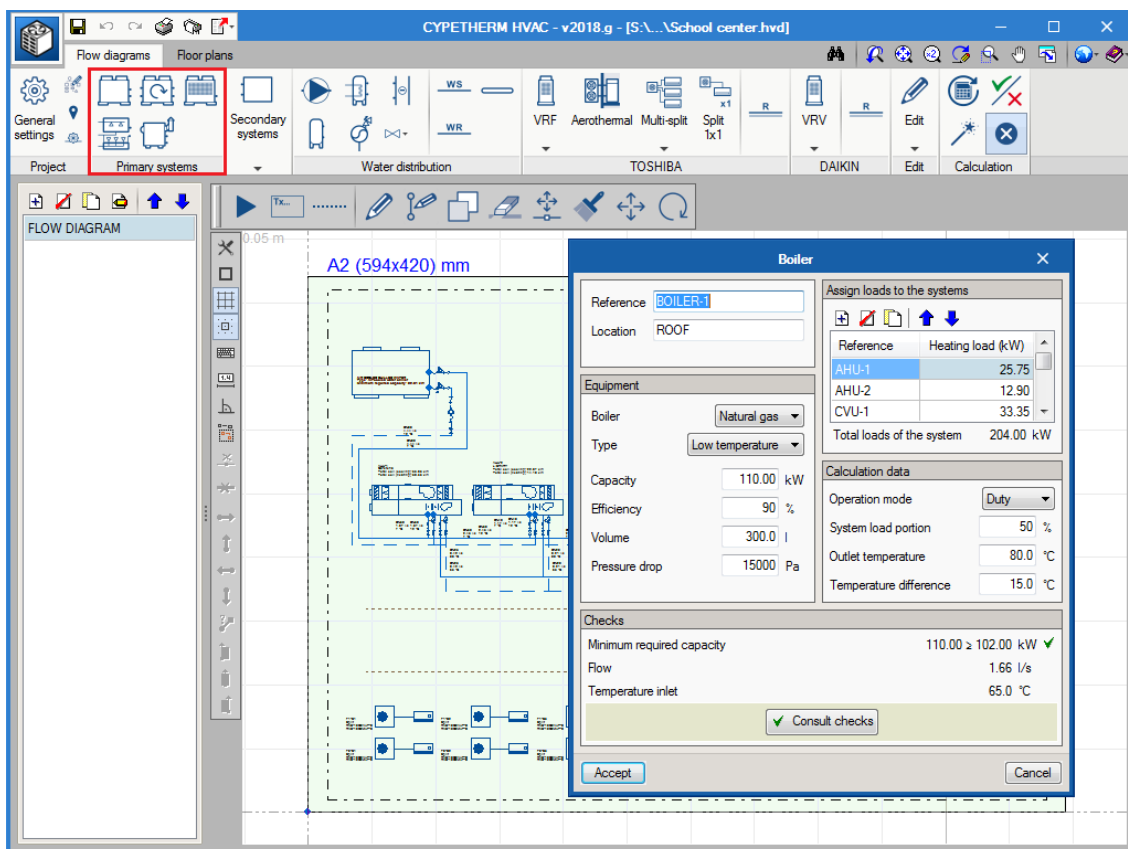 CYPETHERM HVAC - v2018.g - [S:\...\School center.hvd]
Flow diagrams Floor plans
General settings
Secondary systems
VRF
Aerothermal
Multi-split
Split 1x1
x1
R
VRV
R
Edit
WS
WR
Project
Primary systems
Water distribution
TOSHIBA
DAIKIN
Edit
Calculation
Tx...
FLOW DIAGRAM
0.05 m
A2 (594x420) mm
Boiler
Reference BOILER-1
Location ROOF
Equipment
Boiler Natural gas
Type Low temperature
Capacity 110.00 kW
Efficiency 90 %
Volume 300.0 l
Pressure drop 15000 Pa
Assign loads to the systems
Reference Heating load (kW)
AHU-1 25.75
AHU-2 12.90
CVU-1 33.35
Total loads of the system 204.00 kW
Calculation data
Operation mode Duty
System load portion 50 %
Outlet temperature 80.0 °C
Temperature difference 15.0 °C
Checks
Minimum required capacity 110.00 ≥ 102.00 kW
Flow 1.66 l/s
Temperature inlet 65.0 °C
Consult checks
Accept Cancel